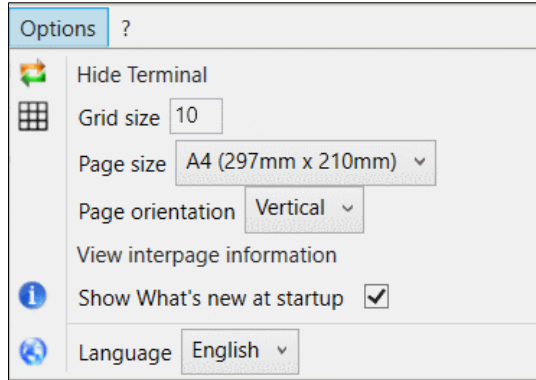 Options ?
Hide Terminal
Grid size 10
Page size A4 (297mm x 210mm)
Page orientation Vertical
View interpage information
Show What's new at startup
Language English